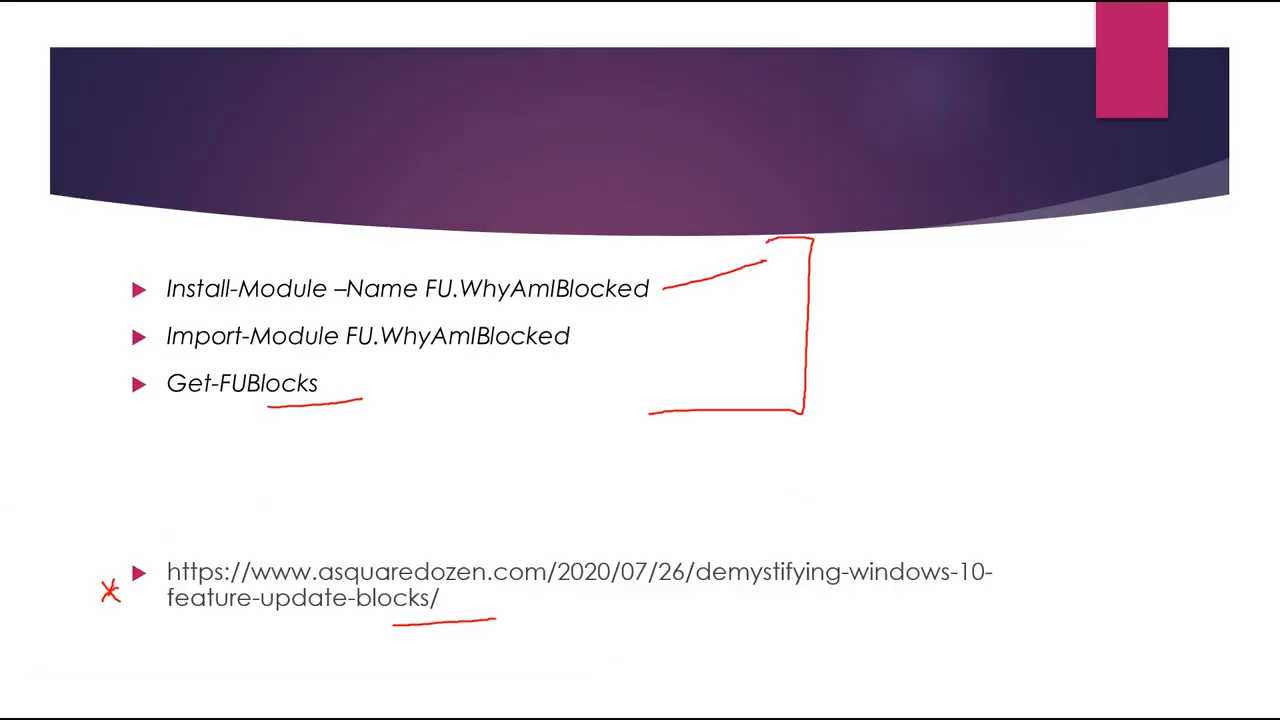 Install-Module –Name FU.WhyAmIBlocked
Import-Module FU.WhyAmIBlocked
Get-FUBlocks
https://www.asquaredozen.com/2020/07/26/demystifying-windows-10-
feature-update-blocks/